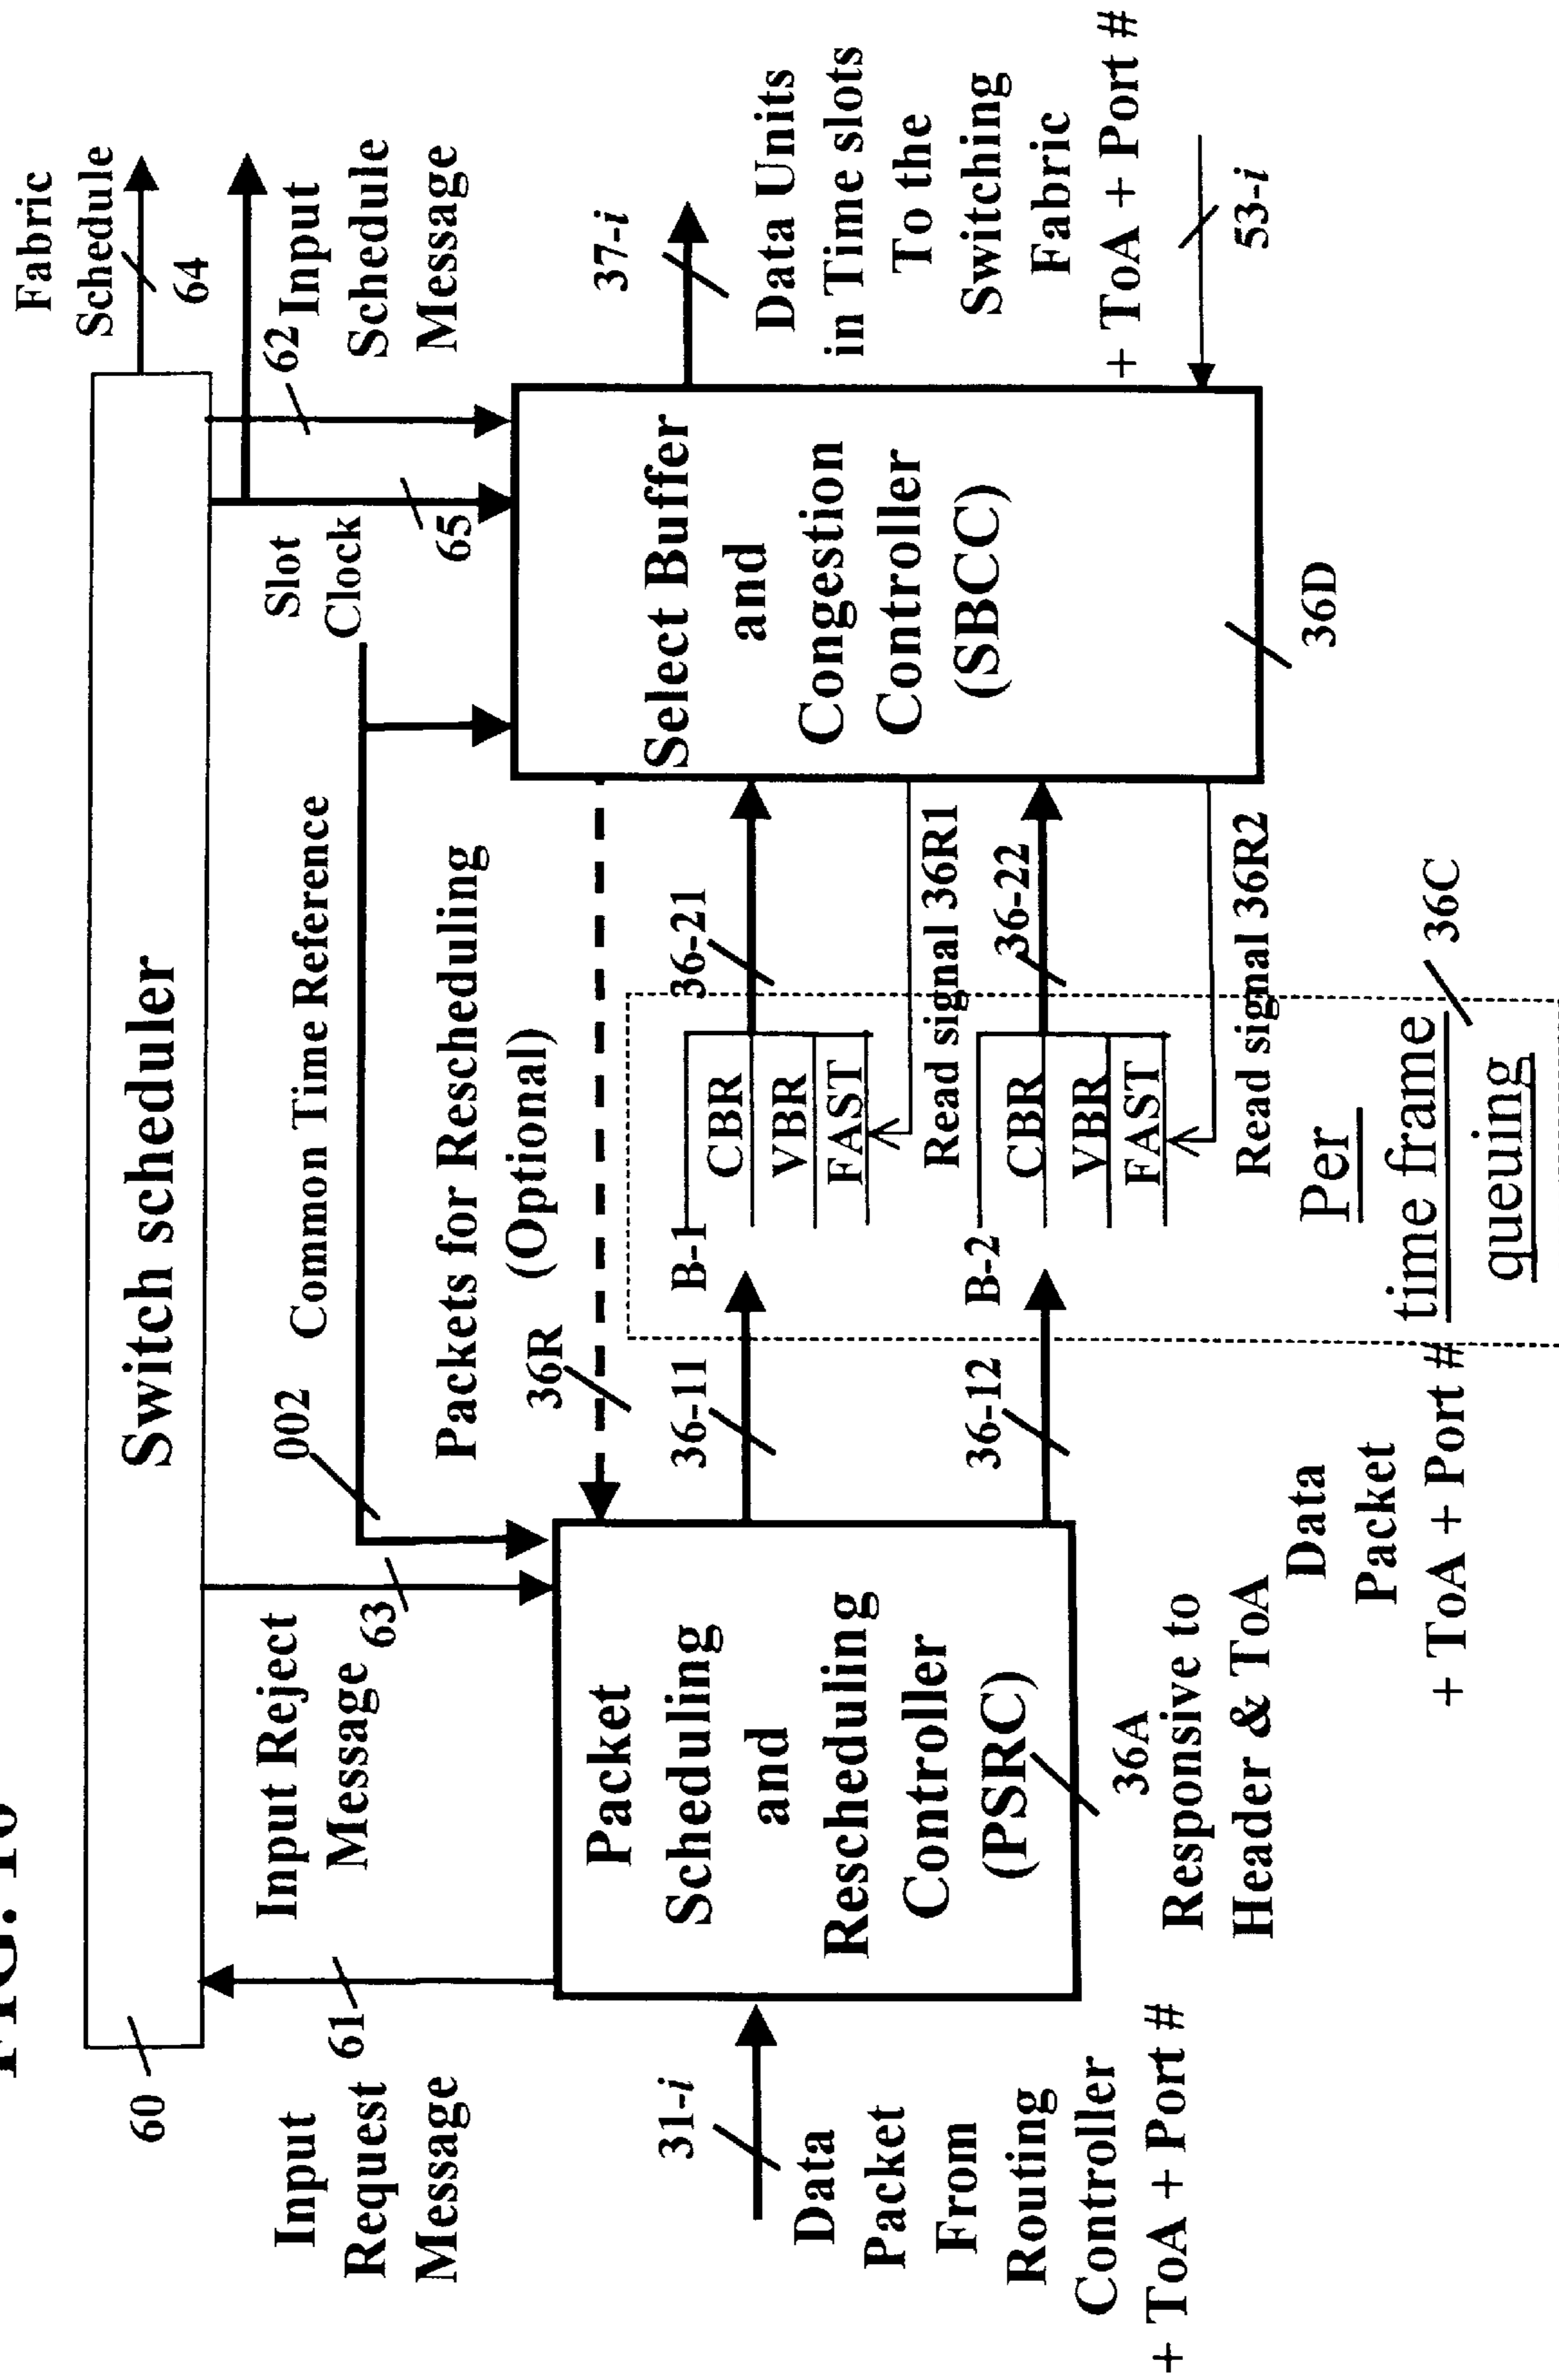 60
Switch scheduler
Fabric
Schedule
64
Input
Request
Message
61
Input Reject
Message
63
002
Common Time Reference
Slot
Clock
65
62
Input
Schedule
Message
Packets for Rescheduling
(Optional)
36R
31-i
Data
Packet
From
Routing
Controller
+ ToA + Port #
Packet
Scheduling
and
Rescheduling
Controller
(PSRC)
36A
Responsive to
Header & ToA
36-11
36-12
Data
Packet
+ ToA + Port #
B-1
CBR
VBR
FAST
36-21
Read signal 36R1
B-2
CBR
VBR
FAST
36-22
Read signal 36R2
Per
time frame
queuing
36C
Select Buffer
and
Congestion
Controller
(SBCC)
36D
37-i
Data Units
in Time slots
To the
Switching
Fabric
+ ToA + Port #
53-i